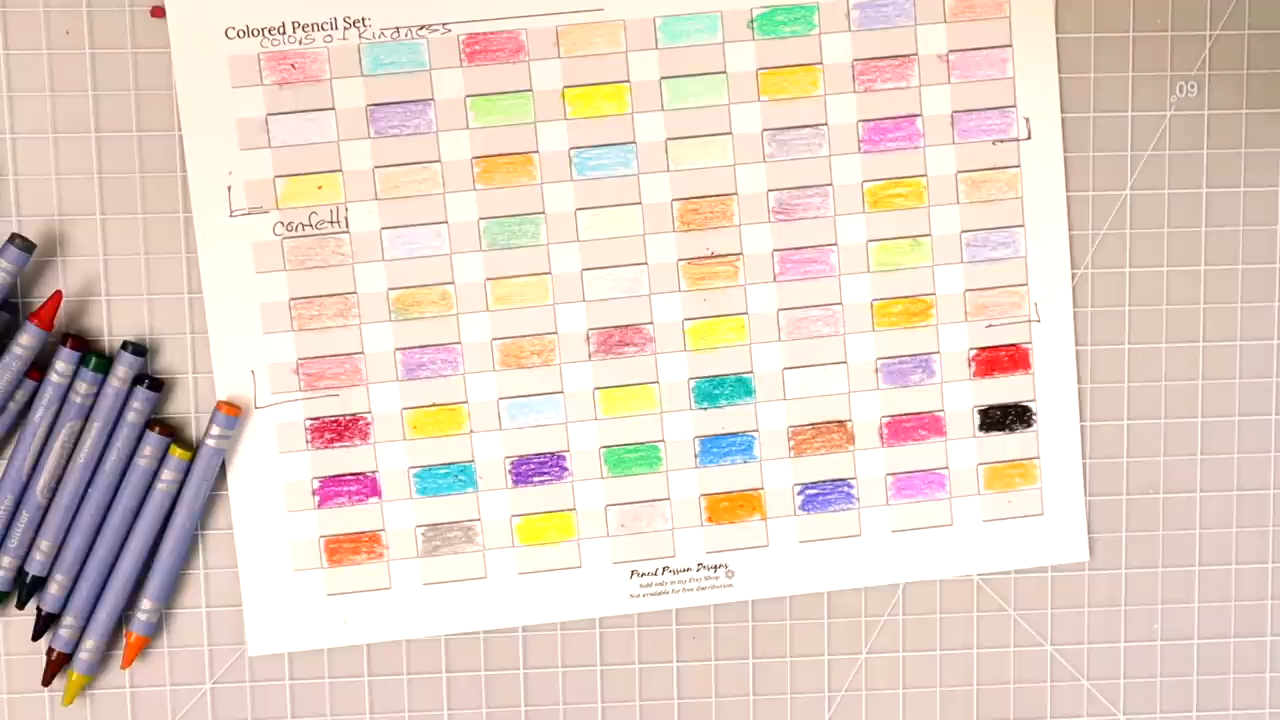 Colored Pencil Set:
Colors of Kindness
09
confetti
Glitter
Pencil Passion Designs
Sold only in my Etsy Shop
Not available for free distribution